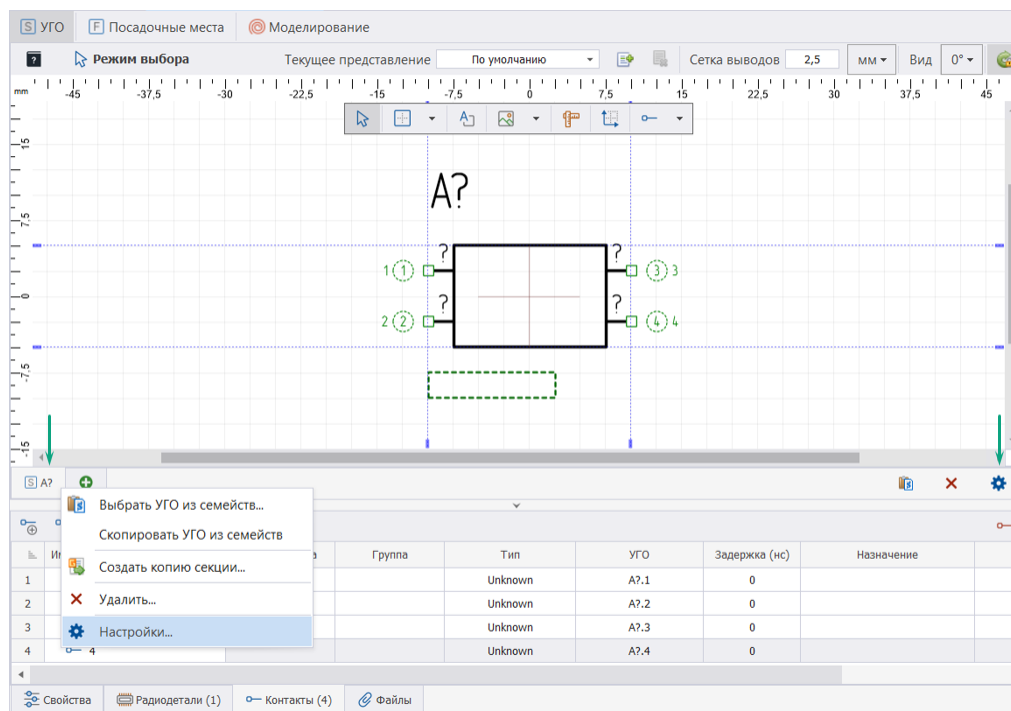 S УГО F Посадочные места Моделирование
? Режим выбора Текущее представление По умолчанию Сетка выводов 2,5 мм Вид 0°
mm -45 -37,5 -30 -22,5 -15 -7,5 0 7,5 15 22,5 30 37,5 45
15
7,5
0
-7,5
-15
A?
? ?
1 1 3 3
? ?
2 2 4 4
S A?
Выбрать УГО из семейств...
Скопировать УГО из семейств
Создать копию секции...
Удалить...
Настройки...
Группа Тип УГО Задержка (нс) Назначение
1 Unknown A?.1 0
2 Unknown A?.2 0
3 Unknown A?.3 0
4 4 Unknown A?.4 0
Свойства Радиодетали (1) Контакты (4) Файлы